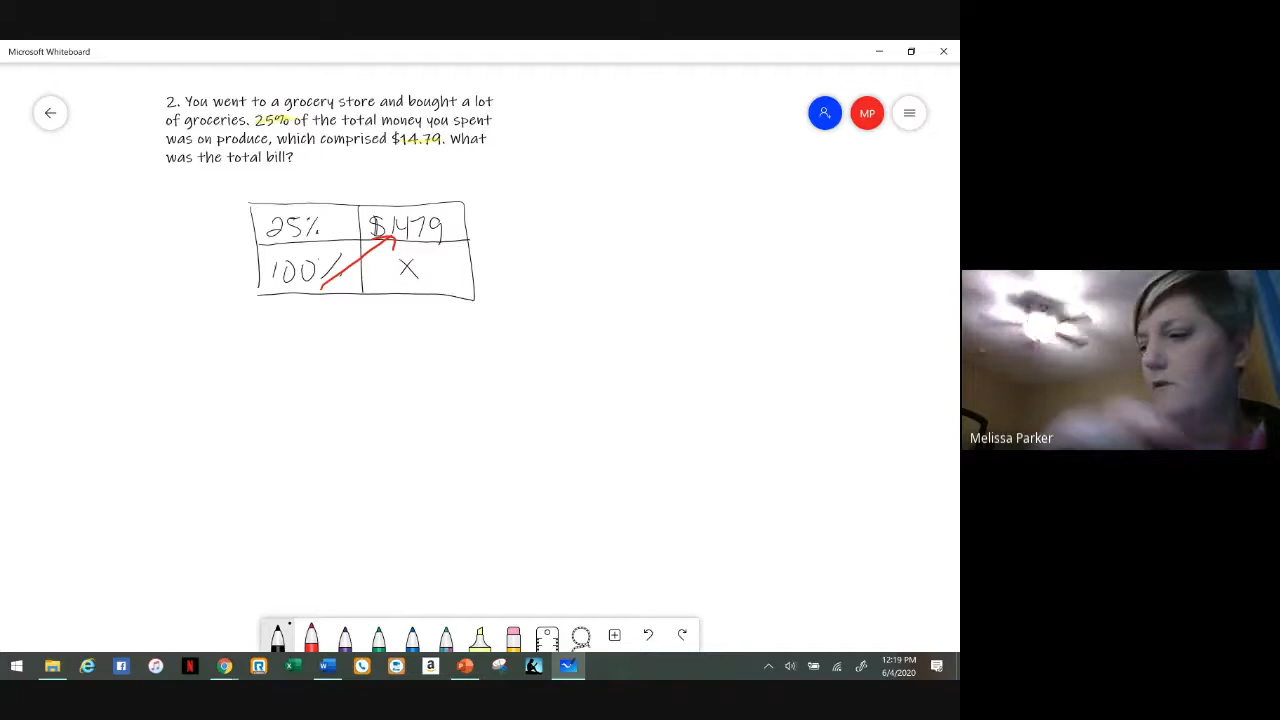 Microsoft Whiteboard
2. You went to a grocery store and bought a lot
of groceries. 25% of the total money you spent
was on produce, which comprised $14.79. What
was the total bill?
MP
25% $1479
100% X
Melissa Parker
12:19 PM
6/4/2020